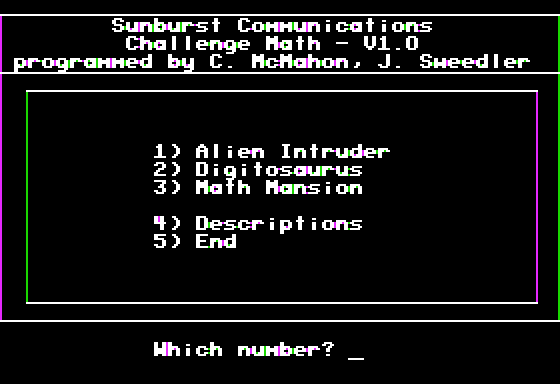 Sunburst Communications
Challenge Math - V1.0
programmed by C. McMahon, J. Sweedler
1) Alien Intruder
2) Digitosaurus
3) Math Mansion
4) Descriptions
5) End
Which number? _